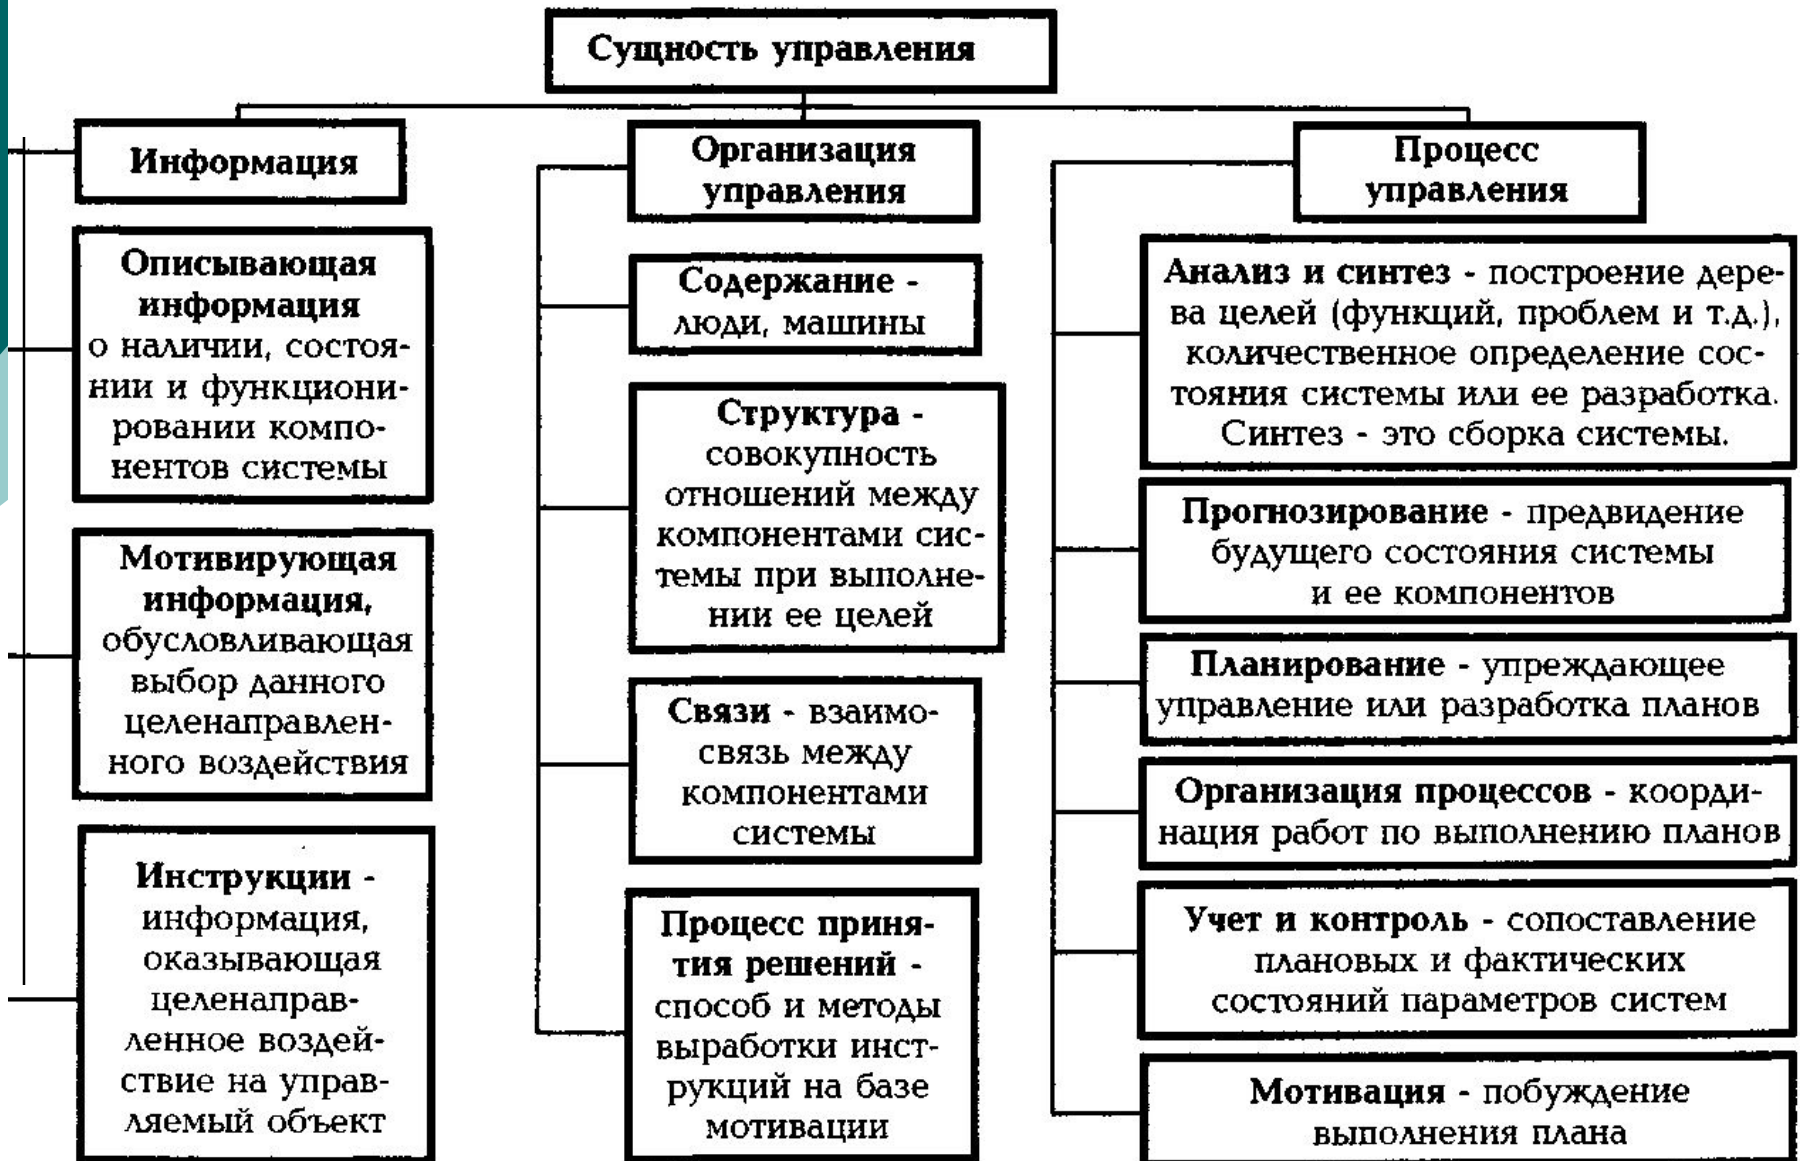 Сущность управления
Информация
Описывающая
информация
о наличии, состоя-
нии и функциони-
ровании компо-
нентов системы
Мотивирующая
информация,
обусловливающая
выбор данного
целенаправлен-
ного воздействия
Инструкции -
информация,
оказывающая
целенаправ-
ленное воздей-
ствие на управ-
ляемый объект
Организация
управления
Содержание -
люди, машины
Структура -
совокупность
отношений между
компонентами сис-
темы при выполне-
нии ее целей
Связи - взаимо-
связь между
компонентами
системы
Процесс приня-
тия решений -
способ и методы
выработки инст-
рукций на базе
мотивации
Процесс
управления
Анализ и синтез - построение дере-
ва целей (функций, проблем и т.д.),
количественное определение сос-
тояния системы или ее разработка.
Синтез - это сборка системы.
Прогнозирование - предвидение
будущего состояния системы
и ее компонентов
Планирование - упреждающее
управление или разработка планов
Организация процессов - коорди-
нация работ по выполнению планов
Учет и контроль - сопоставление
плановых и фактических
состояний параметров систем
Мотивация - побуждение
выполнения плана